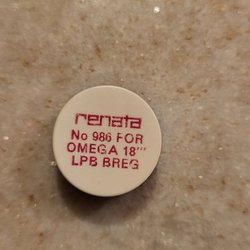 renata
No 986 FOR
OMEGA 18'''
LPB BREG